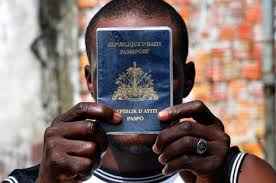 REPUBLIQUE D'HAITI
PASSEPORT
REPIBLIK D'AYITI
PASPÒ